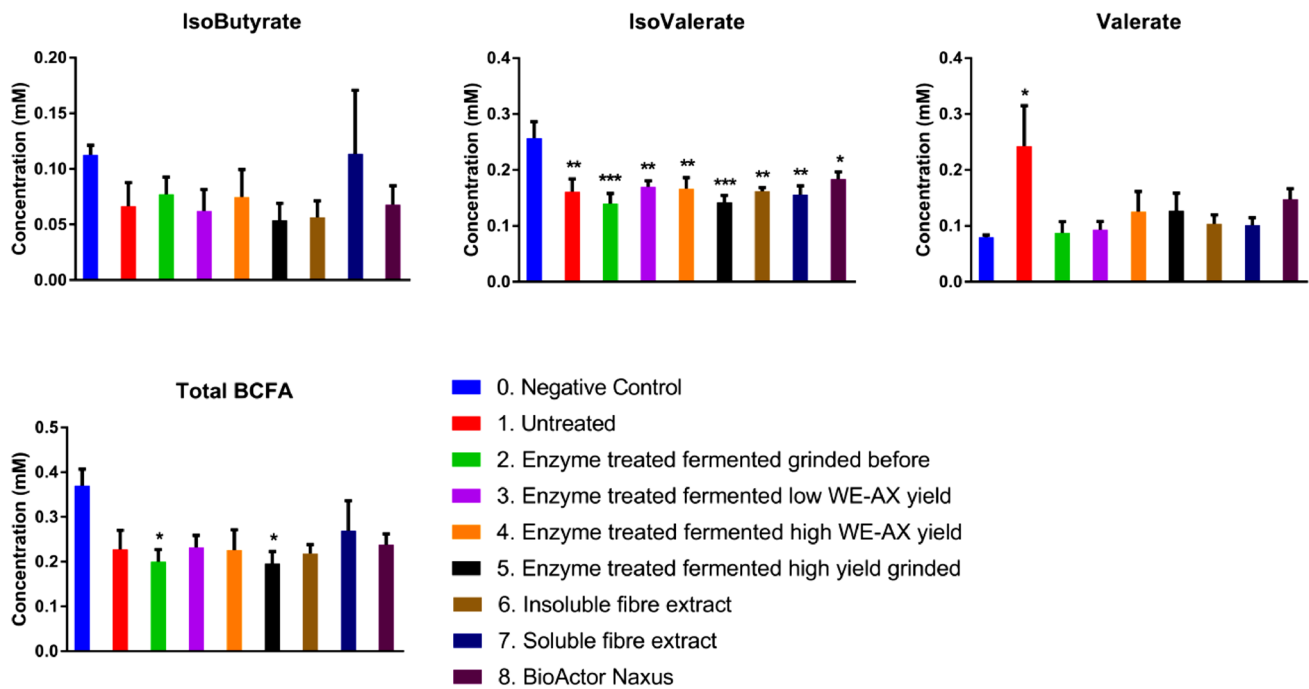 IsoButyrate
Concentration (mM)
0.20
0.15
0.10
0.05
0.00
IsoValerate
Concentration (mM)
0.4
0.3
0.2
0.1
0.0
** *** ** ** *** ** ** *
Valerate
Concentration (mM)
0.4
0.3
0.2
0.1
0.0
*
Total BCFA
Concentration (mM)
0.5
0.4
0.3
0.2
0.1
0.0
* *
0. Negative Control
1. Untreated
2. Enzyme treated fermented grinded before
3. Enzyme treated fermented low WE-AX yield
4. Enzyme treated fermented high WE-AX yield
5. Enzyme treated fermented high yield grinded
6. Insoluble fibre extract
7. Soluble fibre extract
8. BioActor Naxus